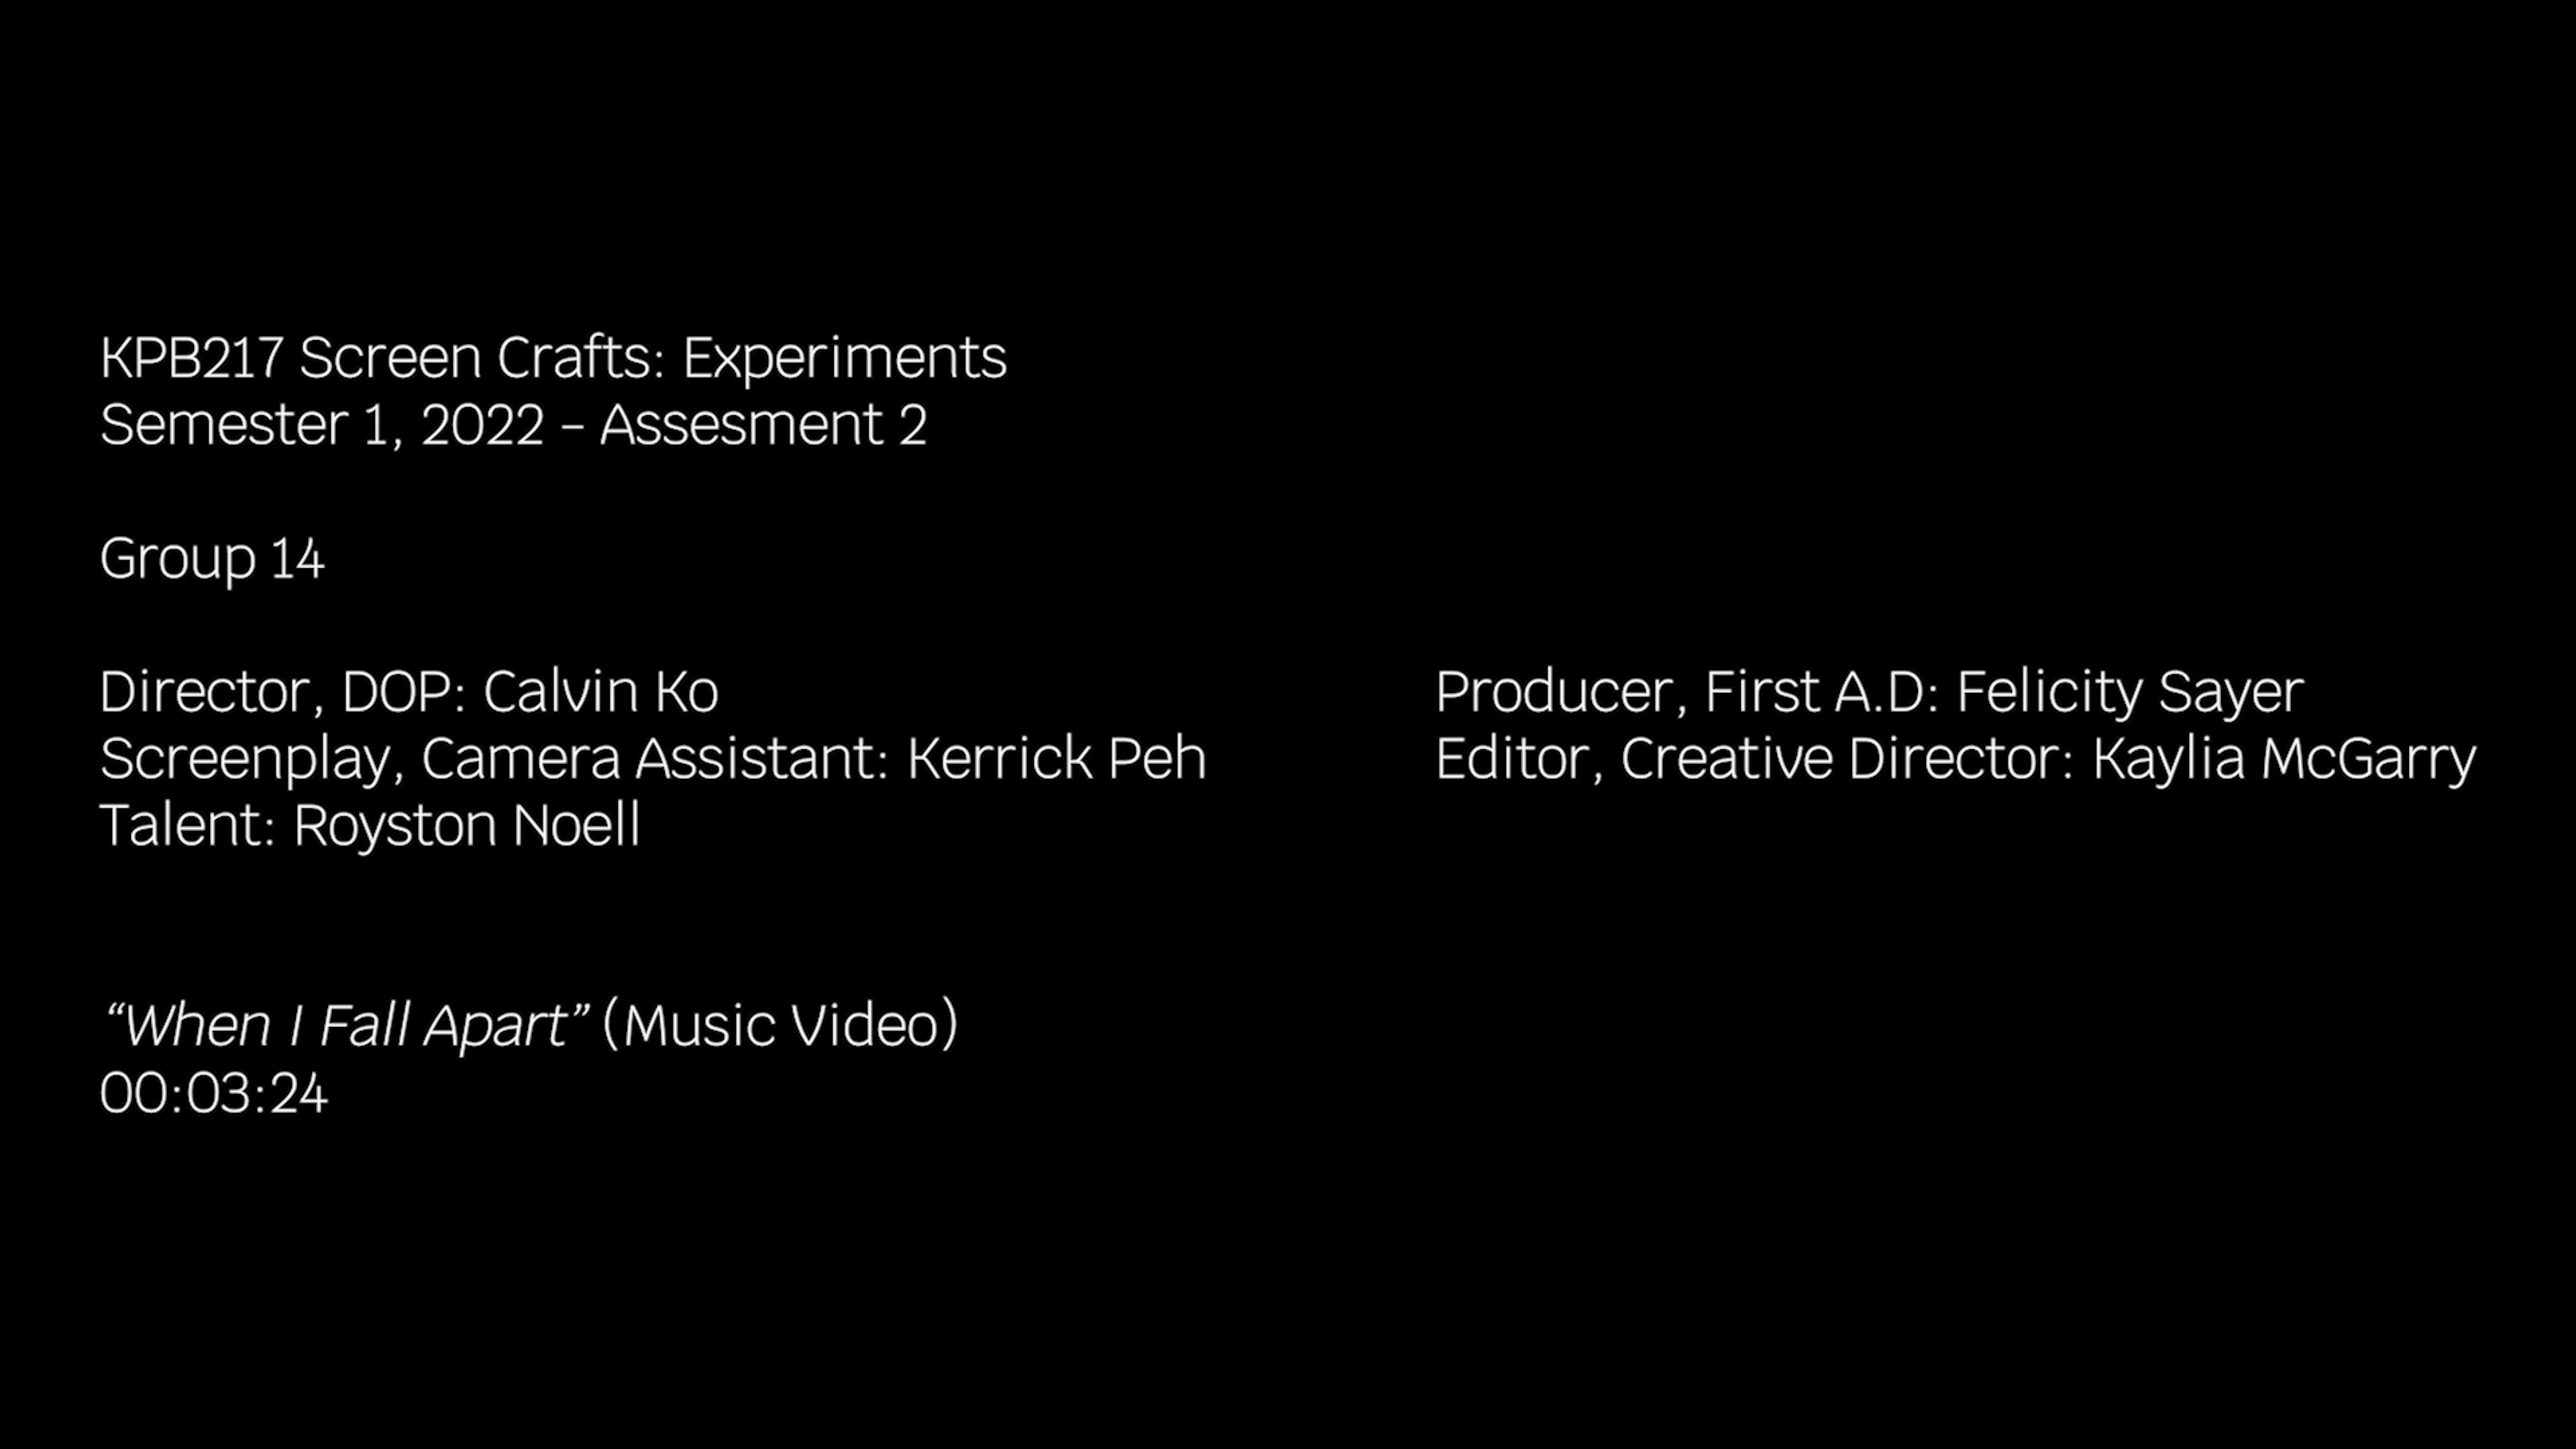 KPB217 Screen Crafts: Experiments
Semester 1, 2022 – Assesment 2
Group 14
Director, DOP: Calvin Ko
Screenplay, Camera Assistant: Kerrick Peh
Talent: Royston Noell
Producer, First A.D: Felicity Sayer
Editor, Creative Director: Kaylia McGarry
“When I Fall Apart” (Music Video)
00:03:24